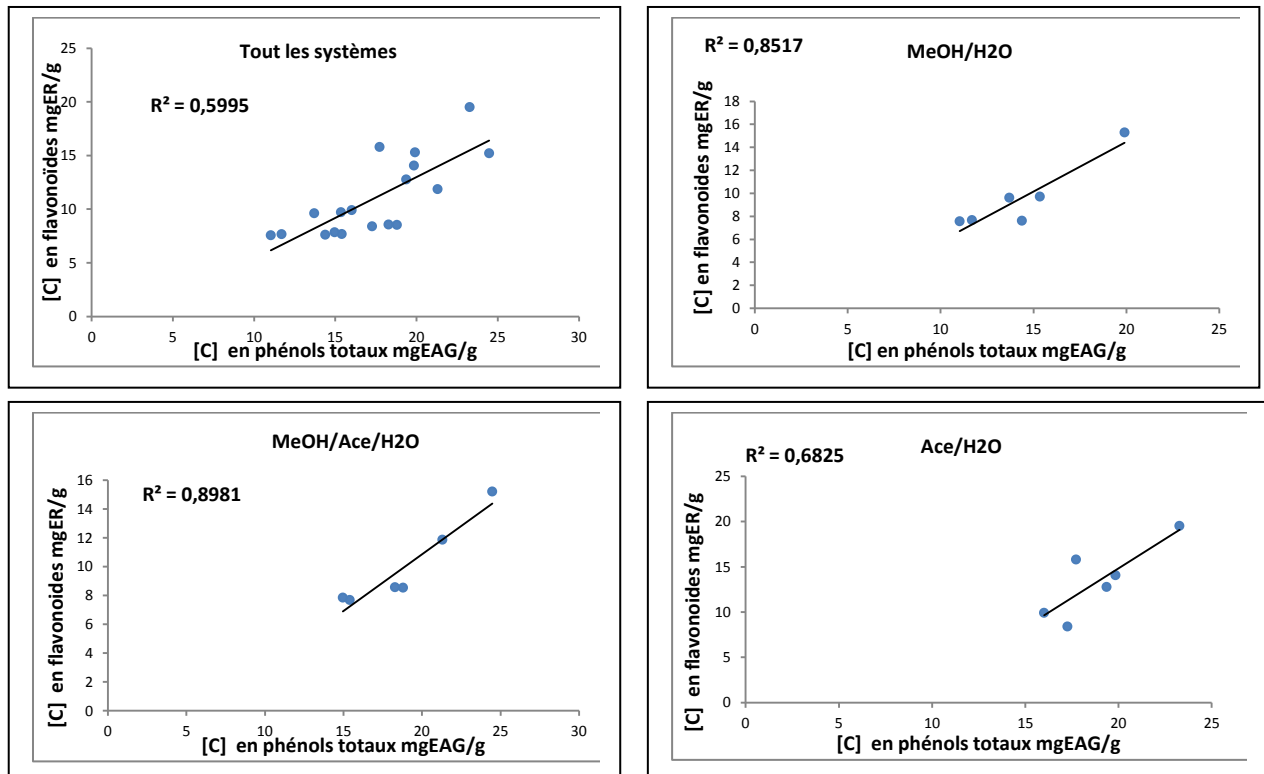 Tout les systèmes
R² = 0,5995
[C] en flavonoïdes mgER/g
25
20
15
10
5
0
0 5 10 15 20 25 30
[C] en phénols totaux mgEAG/g
R² = 0,8517
MeOH/H2O
[C] en flavonoides mgER/g
18
16
14
12
10
8
6
4
2
0
0 5 10 15 20 25
[C] en phénols totaux mgEAG/g
MeOH/Ace/H2O
R² = 0,8981
[C] en flavonoides mgER/g
16
14
12
10
8
6
4
2
0
0 5 10 15 20 25 30
[C] en phénols totaux mgEAG/g
Ace/H2O
R² = 0,6825
[C] en flavonoides mgER/g
25
20
15
10
5
0
0 5 10 15 20 25
[C] en phénols totaux mgEAG/g